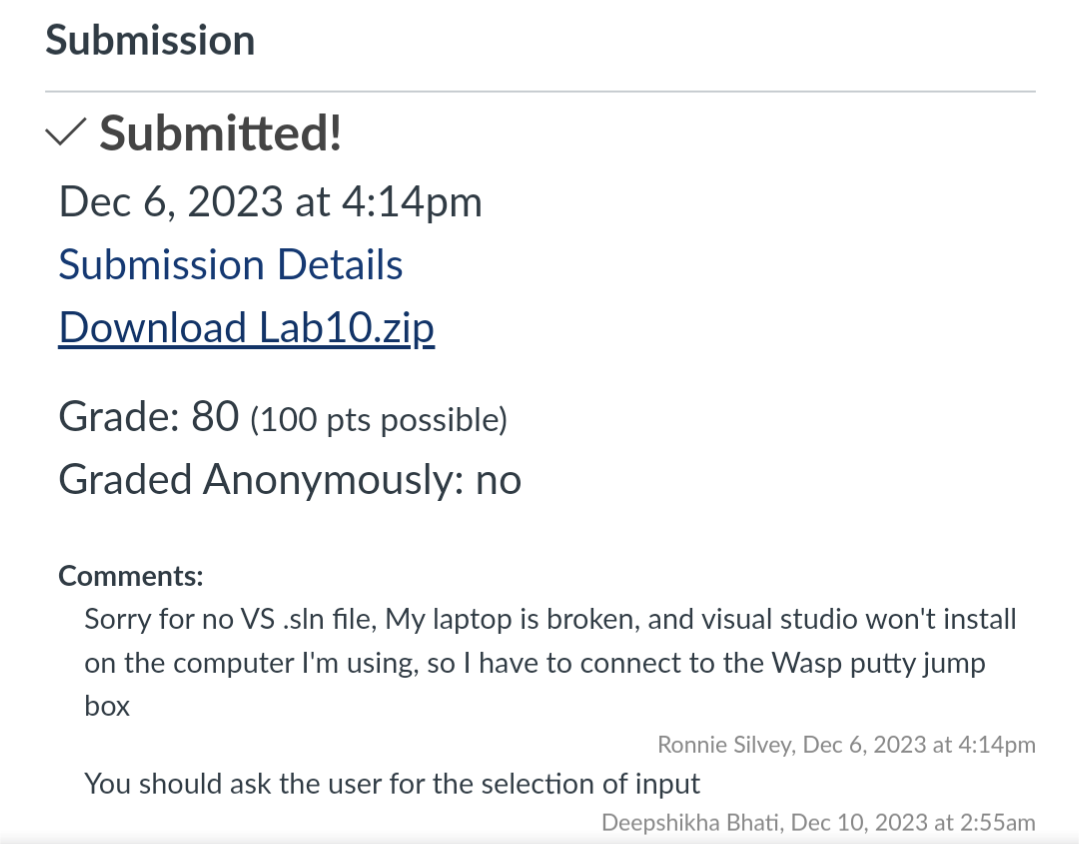 Submission
Submitted!
Dec 6, 2023 at 4:14pm
Submission Details
Download Lab10.zip
Grade: 80 (100 pts possible)
Graded Anonymously: no
Comments:
Sorry for no VS .sln file, My laptop is broken, and visual studio won't install
on the computer I'm using, so I have to connect to the Wasp putty jump
box
Ronnie Silvey, Dec 6, 2023 at 4:14pm
You should ask the user for the selection of input
Deepshikha Bhati, Dec 10, 2023 at 2:55am